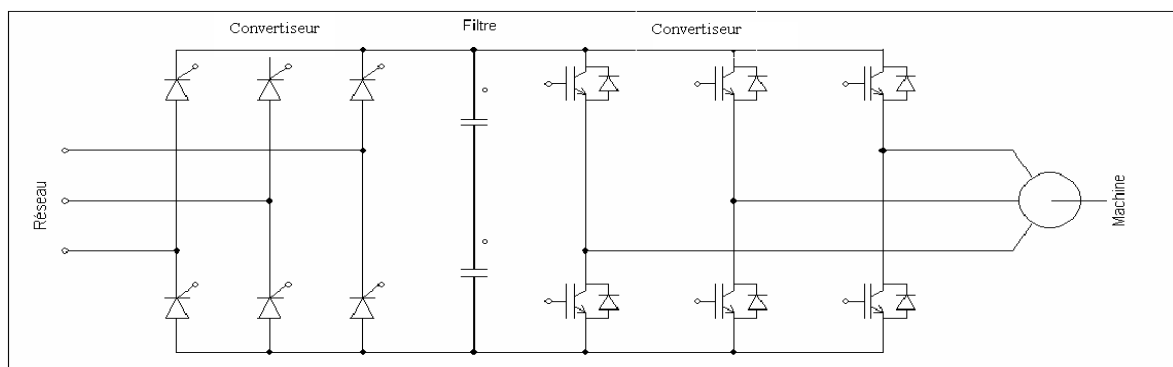 Convertiseur
Filtre
Convertiseur
Réseau
Machine